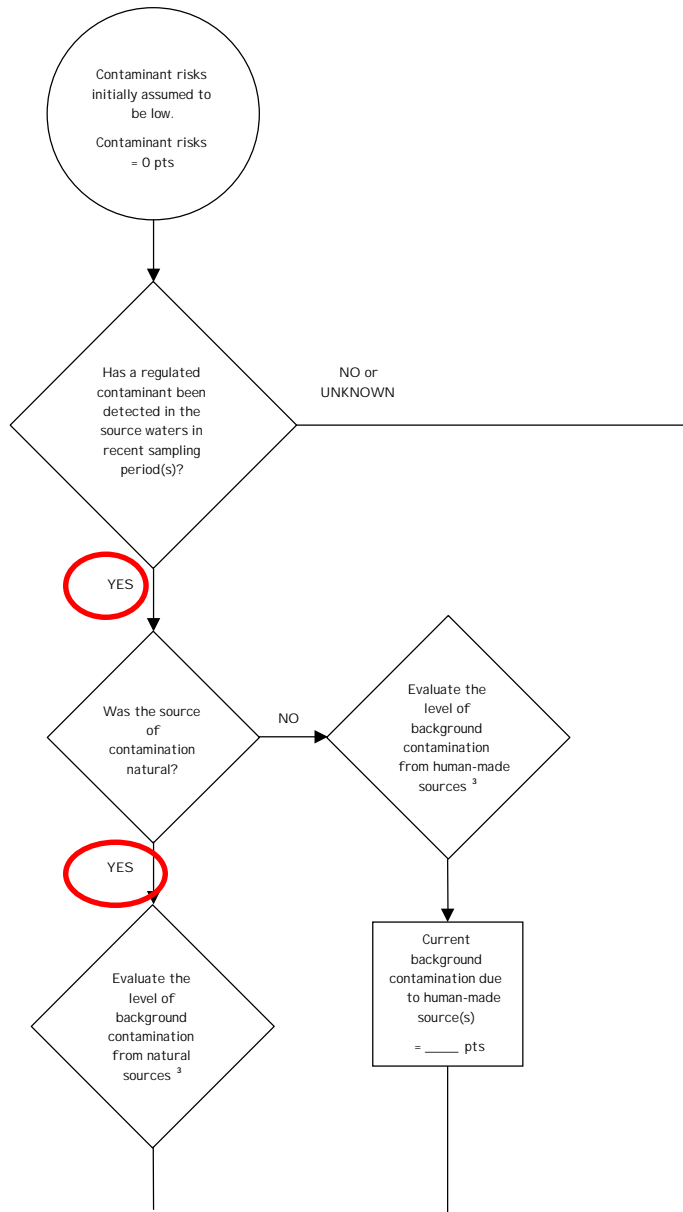 Contaminant risks
initially assumed to
be low.
Contaminant risks
= 0 pts
Has a regulated
contaminant been
detected in the
source waters in
recent sampling
period(s)?
NO or
UNKNOWN
YES
Was the source
of
contamination
natural?
NO
Evaluate the
level of
background
contamination
from human-made
sources ³
YES
Evaluate the
level of
background
contamination
from natural
sources ³
Current
background
contamination due
to human-made
source(s)
= _____ pts